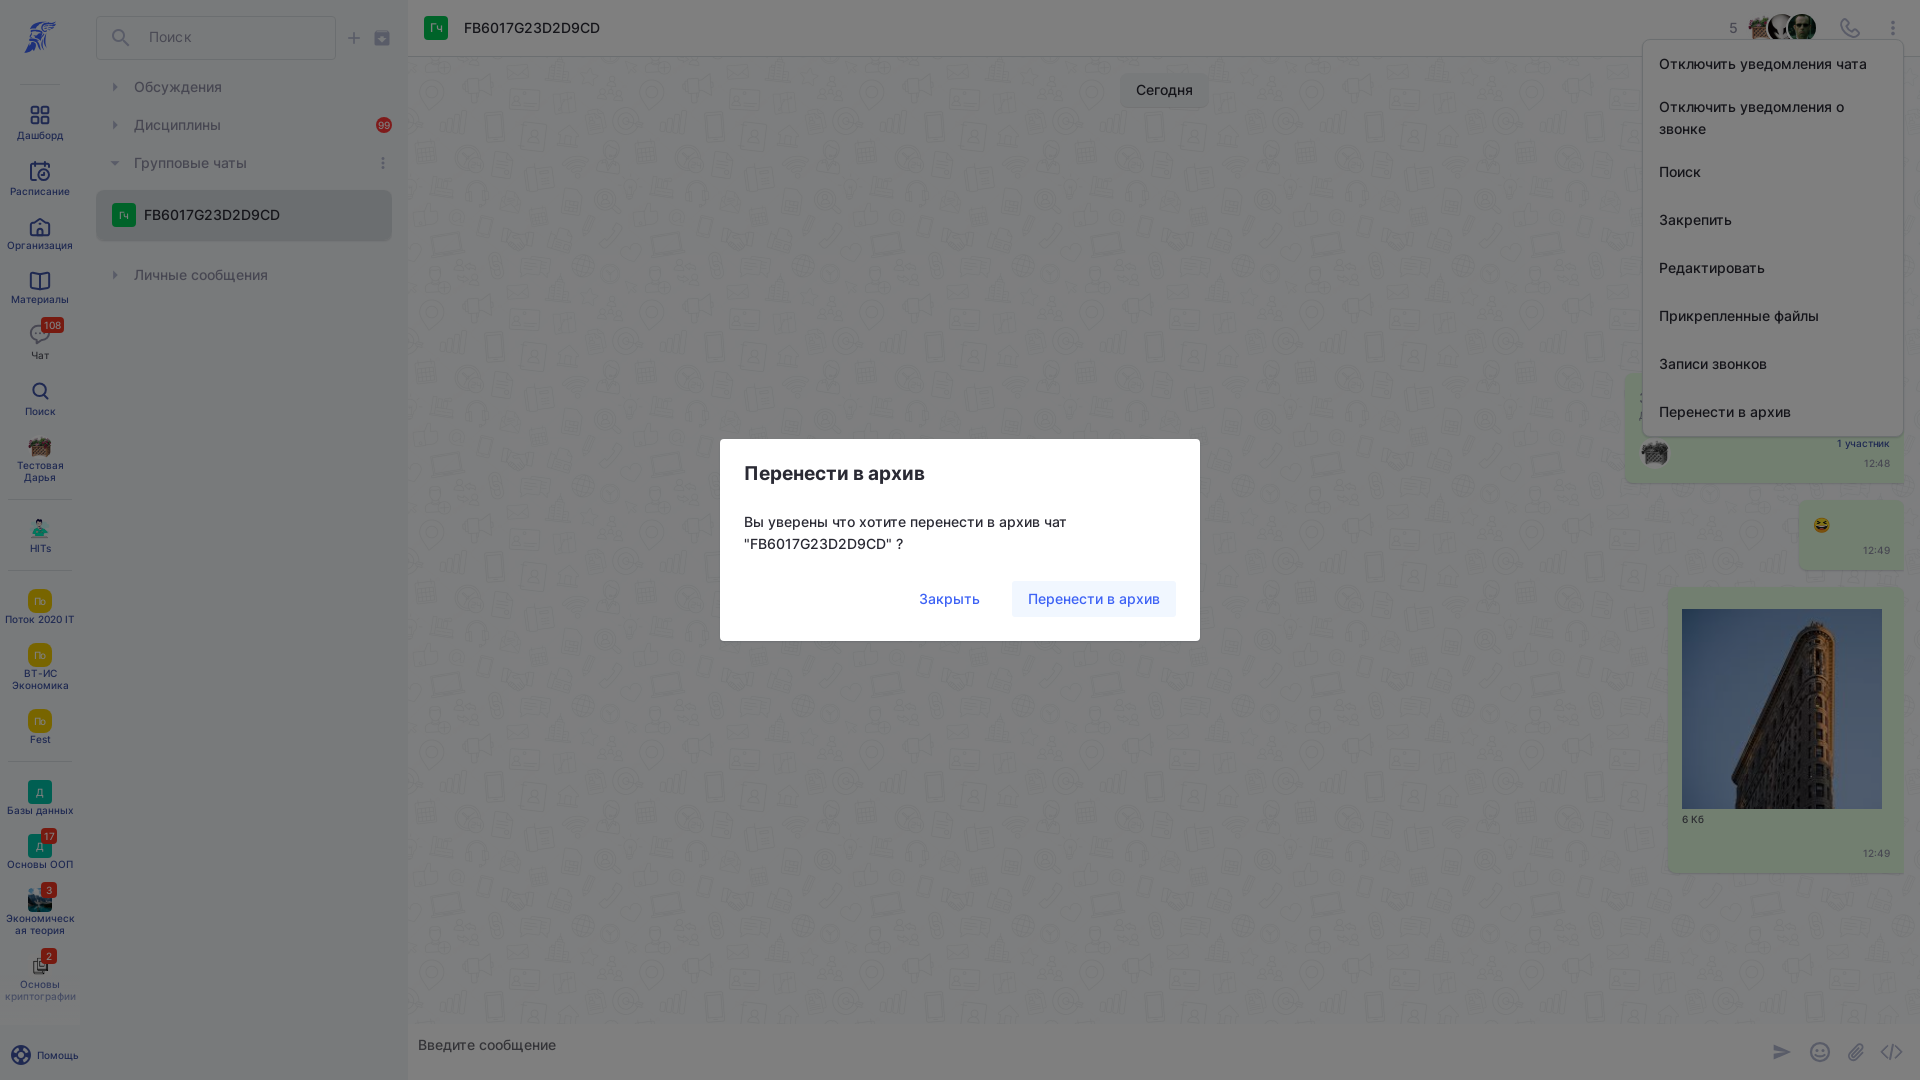 Поиск
Обсуждения
Дисциплины
99
Групповые чаты
Гч
FB6017G23D2D9CD
Личные сообщения
Дашборд
Расписание
Организация
Материалы
108
Чат
Поиск
Тестовая
Дарья
HITs
По
Поток 2020 IT
По
ВТ-ИС
Экономика
По
Fest
Д
Базы данных
17
Д
Основы ООП
3
Экономическ
ая теория
2
Основы
криптографии
Помощь
Гч
FB6017G23D2D9CD
5
Сегодня
Отключить уведомления чата
Отключить уведомления о
звонке
Поиск
Закрепить
Редактировать
Прикрепленные файлы
Записи звонков
Перенести в архив
1 участник
12:48
12:49
6 Кб
12:49
Перенести в архив
Вы уверены что хотите перенести в архив чат
"FB6017G23D2D9CD" ?
Закрыть
Перенести в архив
Введите сообщение